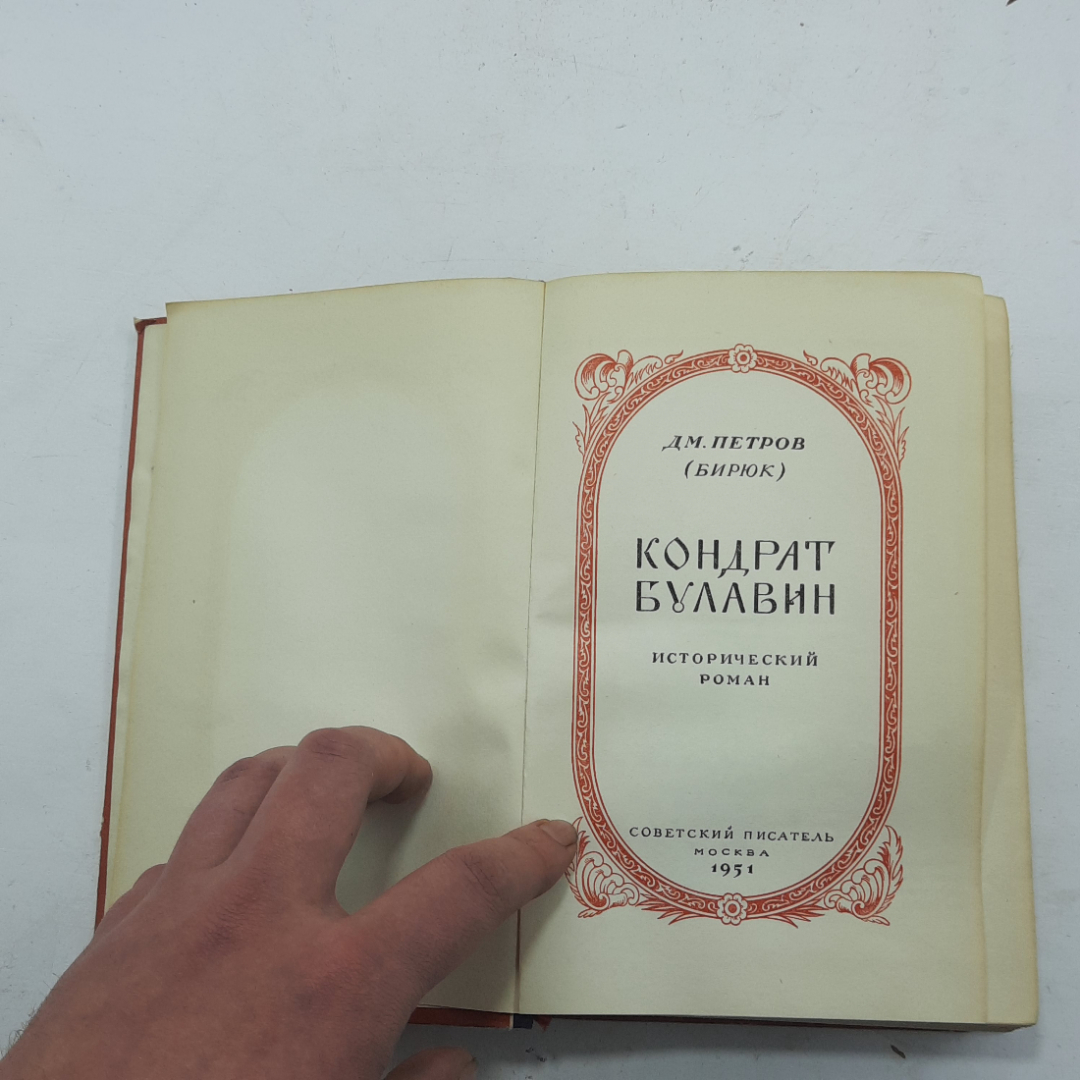 ДМ. ПЕТРОВ
(БИРЮК)
КОНДРАТ
БУЛАВИН
ИСТОРИЧЕСКИЙ
РОМАН
СОВЕТСКИЙ ПИСАТЕЛЬ
МОСКВА
1951